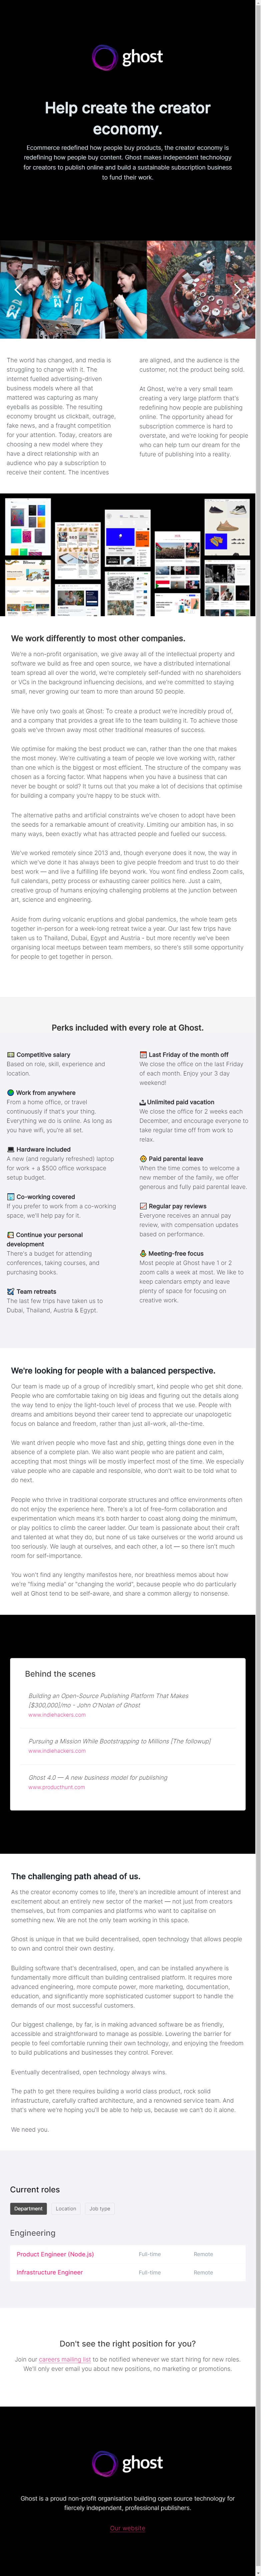 ghost
Help create the creator
economy.
Ecommerce redefined how people buy products, the creator economy is
redefining how people buy content. Ghost makes independent technology
for creators to publish online and build a sustainable subscription business
to fund their work.
The world has changed, and media is
struggling to change with it. The
internet fuelled advertising-driven
business models where all that
mattered was capturing as many
eyeballs as possible. The resulting
economy brought us clickbait, outrage,
fake news, and a fraught competition
for your attention. Today, creators are
choosing a new model where they
have a direct relationship with an
audience who pay a subscription to
receive their content. The incentives
are aligned, and the audience is the
customer, not the product being sold.
At Ghost, we're a very small team
creating a very large platform that's
redefining how people are publishing
online. The opportunity ahead for
subscription commerce is hard to
overstate, and we're looking for people
who can help turn our dream for the
future of publishing into a reality.
We work differently to most other companies.
We're a non-profit organisation, we give away all of the intellectual property and
software we build as free and open source, we have a distributed international
team spread all over the world, we're completely self-funded with no shareholders
or VCs in the background influencing decisions, and we're committed to staying
small, never growing our team to more than around 50 people.
We have only two goals at Ghost: To create a product we're incredibly proud of,
and a company that provides a great life to the team building it. To achieve those
goals we've thrown away most other traditional measures of success.
We optimise for making the best product we can, rather than the one that makes
the most money. We're cultivating a team of people we love working with, rather
than one which is the biggest or most efficient. The structure of the company was
chosen as a forcing factor. What happens when you have a business that can
never be bought or sold? It turns out that you make a lot of decisions that optimise
for building a company you're happy to be stuck with.
The alternative paths and artificial constraints we've chosen to adopt have been
the seeds for a remarkable amount of creativity. Limiting our ambition has, in so
many ways, been exactly what has attracted people and fuelled our success.
We've worked remotely since 2013 and, though everyone does it now, the way in
which we've done it has always been to give people freedom and trust to do their
best work — and live a fulfilling life beyond work. You wont find endless Zoom calls,
full calendars, petty process or exhausting career politics here. Just a calm,
creative group of humans enjoying challenging problems at the junction between
art, science and engineering.
Aside from during volcanic eruptions and global pandemics, the whole team gets
together in-person for a week-long retreat twice a year. Our last few trips have
taken us to Thailand, Dubai, Egypt and Austria - but more recently we've been
organising local meetups between team members, so there's still some opportunity
for people to get together in person.
Perks included with every role at Ghost.
Competitive salary
Based on role, skill, experience and
location.
Work from anywhere
From a home office, or travel
continuously if that's your thing.
Everything we do is online. As long as
you have wifi, you're all set.
Hardware included
A new (and regularly refreshed) laptop
for work + a $500 office workspace
setup budget.
Co-working covered
If you prefer to work from a co-working
space, we'll help pay for it.
Continue your personal
development
There's a budget for attending
conferences, taking courses, and
purchasing books.
Team retreats
The last few trips have taken us to
Dubai, Thailand, Austria & Egypt.
Last Friday of the month off
We close the office on the last Friday
of each month. Enjoy your 3 day
weekend!
Unlimited paid vacation
We close the office for 2 weeks each
December, and encourage everyone to
take regular time off from work to
relax.
Paid parental leave
When the time comes to welcome a
new member of the family, we offer
generous and fully paid parental leave.
Regular pay reviews
Everyone receives an annual pay
review, with compensation updates
based on performance.
Meeting-free focus
Most people at Ghost have 1 or 2
zoom calls a week at most. We like to
keep calendars empty and leave
plenty of space for focusing on
creative work.
We're looking for people with a balanced perspective.
Our team is made up of a group of incredibly smart, kind people who get shit done.
People who are comfortable taking on big ideas and figuring out the details along
the way tend to enjoy the light-touch level of process that we use. People with
dreams and ambitions beyond their career tend to appreciate our unapologetic
focus on balance and freedom, rather than just all-work, all-the-time.
We want driven people who move fast and ship, getting things done even in the
absence of a complete plan. We also want people who are patient and calm,
accepting that most things will be mostly imperfect most of the time. We especially
value people who are capable and responsible, who don't wait to be told what to
do next.
People who thrive in traditional corporate structures and office environments often
do not enjoy the experience here. There's a lot of free-form collaboration and
experimentation which means it's both harder to coast along doing the minimum,
or play politics to climb the career ladder. Our team is passionate about their craft
and talented at what they do, but none of us take ourselves or the world around us
too seriously. We laugh at ourselves, and each other, a lot — so there isn't much
room for self-importance.
You won't find any lengthy manifestos here, nor breathless memos about how
we're "fixing media" or "changing the world", because people who do particularly
well at Ghost tend to be self-aware, and share a common allergy to nonsense.
Behind the scenes
Building an Open-Source Publishing Platform That Makes
[$300,000]/mo - John O'Nolan of Ghost
www.indiehackers.com
Pursuing a Mission While Bootstrapping to Millions [The followup]
www.indiehackers.com
Ghost 4.0 — A new business model for publishing
www.producthunt.com
The challenging path ahead of us.
As the creator economy comes to life, there's an incredible amount of interest and
excitement about an entirely new sector of the market — not just from creators
themselves, but from companies and platforms who want to capitalise on
something new. We are not the only team working in this space.
Ghost is unique in that we build decentralised, open technology that allows people
to own and control their own destiny.
Building software that's decentralised, open, and can be installed anywhere is
fundamentally more difficult than building centralised platform. It requires more
advanced engineering, more compute power, more marketing, documentation,
education, and significantly more sophisticated customer support to handle the
demands of our most successful customers.
Our biggest challenge, by far, is in making advanced software be as friendly,
accessible and straightforward to manage as possible. Lowering the barrier for
people to feel comfortable running their own technology, and enjoying the freedom
to build publications and businesses they control. Forever.
Eventually decentralised, open technology always wins.
The path to get there requires building a world class product, rock solid
infrastructure, carefully crafted architecture, and a renowned service team. And
that's where we're hoping you'll be able to help us, because we can't do it alone.
We need you.
Current roles
Department Location Job type
Engineering
Product Engineer (Node.js) Full-time Remote
Infrastructure Engineer Full-time Remote
Don't see the right position for you?
Join our careers mailing list to be notified whenever we start hiring for new roles.
We'll only ever email you about new positions, no marketing or promotions.
ghost
Ghost is a proud non-profit organisation building open source technology for
fiercely independent, professional publishers.
Our website